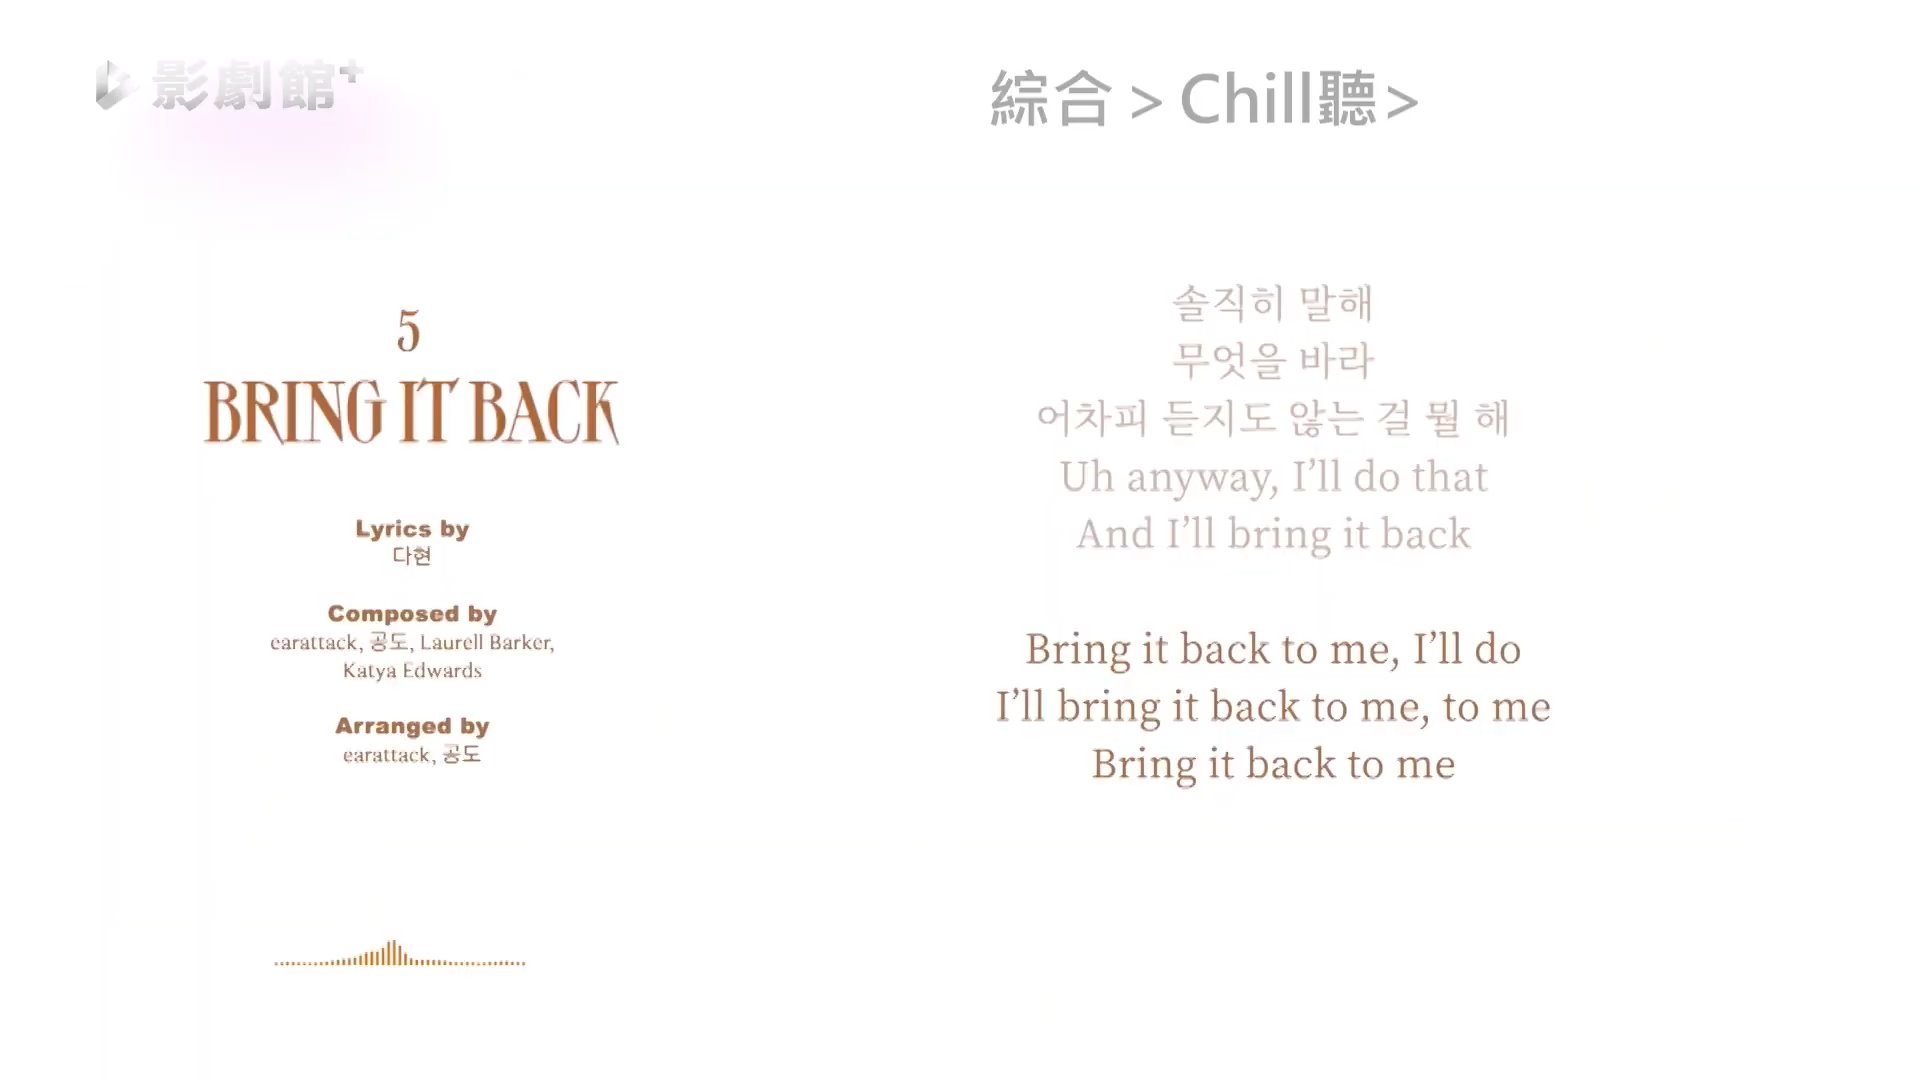 影劇館+
綜合 > Chill聽>
5
BRING IT BACK
Lyrics by
다현
Composed by
earattack, 공도, Laurell Barker,
Katya Edwards
Arranged by
earattack, 공도
솔직히 말해
무엇을 바라
어차피 듣지도 않는 걸 뭘 해
Uh anyway, I’ll do that
And I’ll bring it back
Bring it back to me, I’ll do
I’ll bring it back to me, to me
Bring it back to me